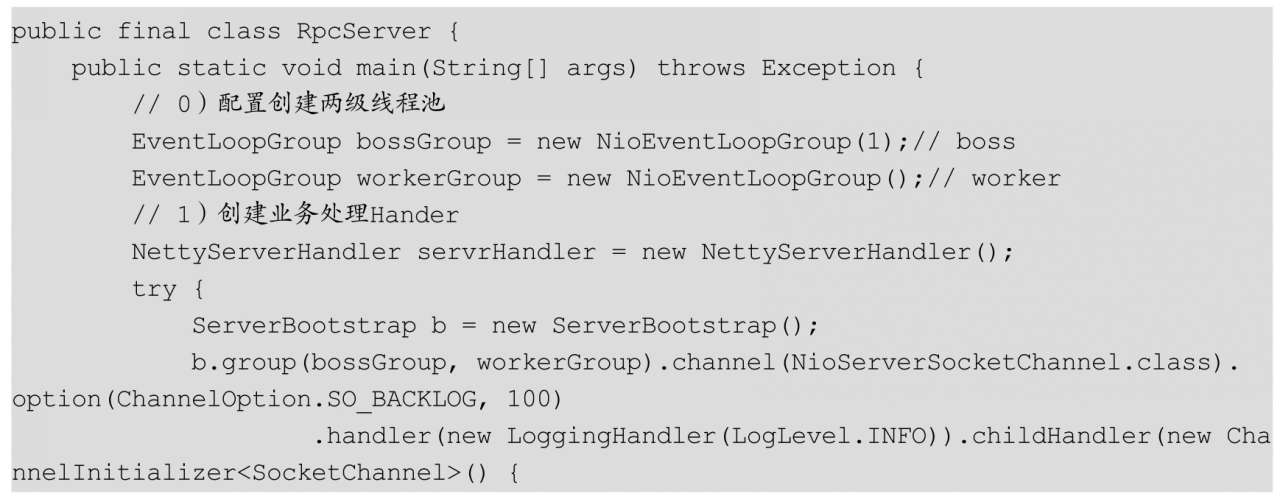 public final class RpcServer {
    public static void main(String[] args) throws Exception {
        // 0）配置创建两级线程池
        EventLoopGroup bossGroup = new NioEventLoopGroup(1);// boss
        EventLoopGroup workerGroup = new NioEventLoopGroup();// worker
        // 1）创建业务处理Hander
        NettyServerHandler servrHandler = new NettyServerHandler();
        try {
            ServerBootstrap b = new ServerBootstrap();
            b.group(bossGroup, workerGroup).channel(NioServerSocketChannel.class).
option(ChannelOption.SO_BACKLOG, 100)
                    .handler(new LoggingHandler(LogLevel.INFO)).childHandler(new Cha
nnelInitializer<SocketChannel>() {